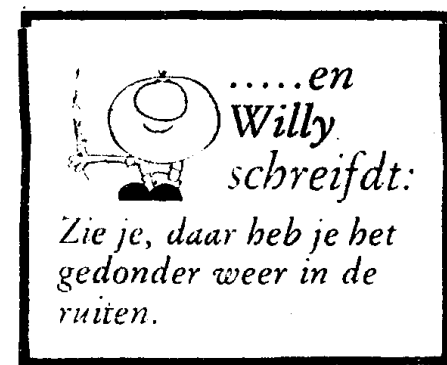 .....en
Willy
schreifdt:
Zie je, daar heb je het
gedonder weer in de
ruiten.